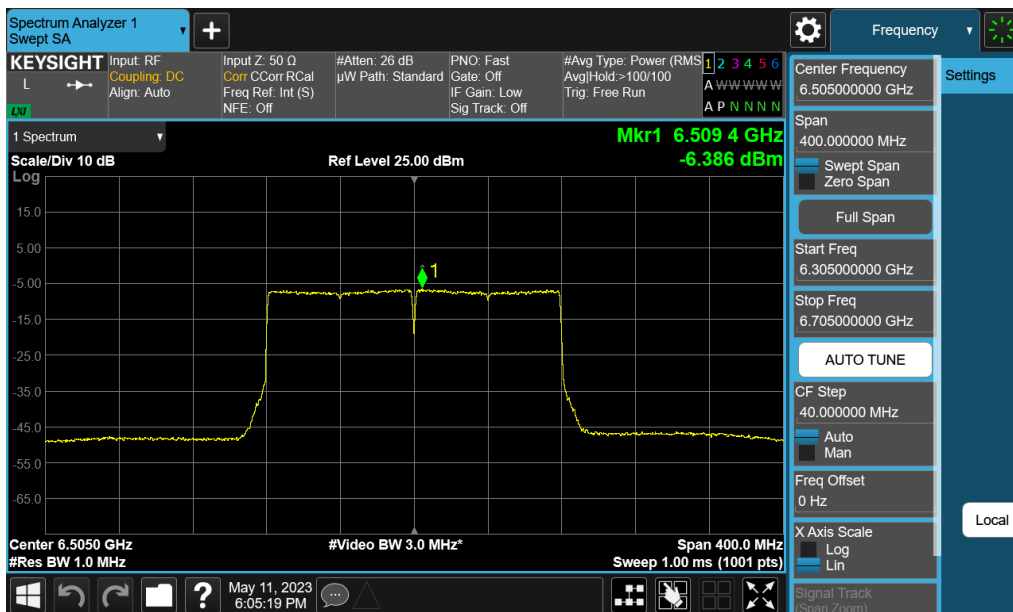 Spectrum Analyzer 1
Swept SA
Frequency
KEYSIGHT
L
LXI
Input: RF
Coupling: DC
Align: Auto
Input Z: 50 Ω
Corr CCorr RCal
Freq Ref: Int (S)
NFE: Off
#Atten: 26 dB
µW Path: Standard
PNO: Fast
Gate: Off
IF Gain: Low
Sig Track: Off
#Avg Type: Power (RMS
Avg|Hold:>100/100
Trig: Free Run
1 2 3 4 5 6
A W W W W W
A P N N N N
1 Spectrum
Scale/Div 10 dB
Log
Ref Level 25.00 dBm
Mkr1 6.509 4 GHz
-6.386 dBm
15.0
5.00
-5.00
-15.0
-25.0
-35.0
-45.0
-55.0
-65.0
1
Center 6.5050 GHz
#Res BW 1.0 MHz
#Video BW 3.0 MHz*
Span 400.0 MHz
Sweep 1.00 ms (1001 pts)
Center Frequency
6.505000000 GHz
Span
400.000000 MHz
Swept Span
Zero Span
Full Span
Start Freq
6.305000000 GHz
Stop Freq
6.705000000 GHz
AUTO TUNE
CF Step
40.000000 MHz
Auto
Man
Freq Offset
0 Hz
X Axis Scale
Log
Lin
Signal Track
(Span Zoom)
Settings
Local
?
May 11, 2023
6:05:19 PM